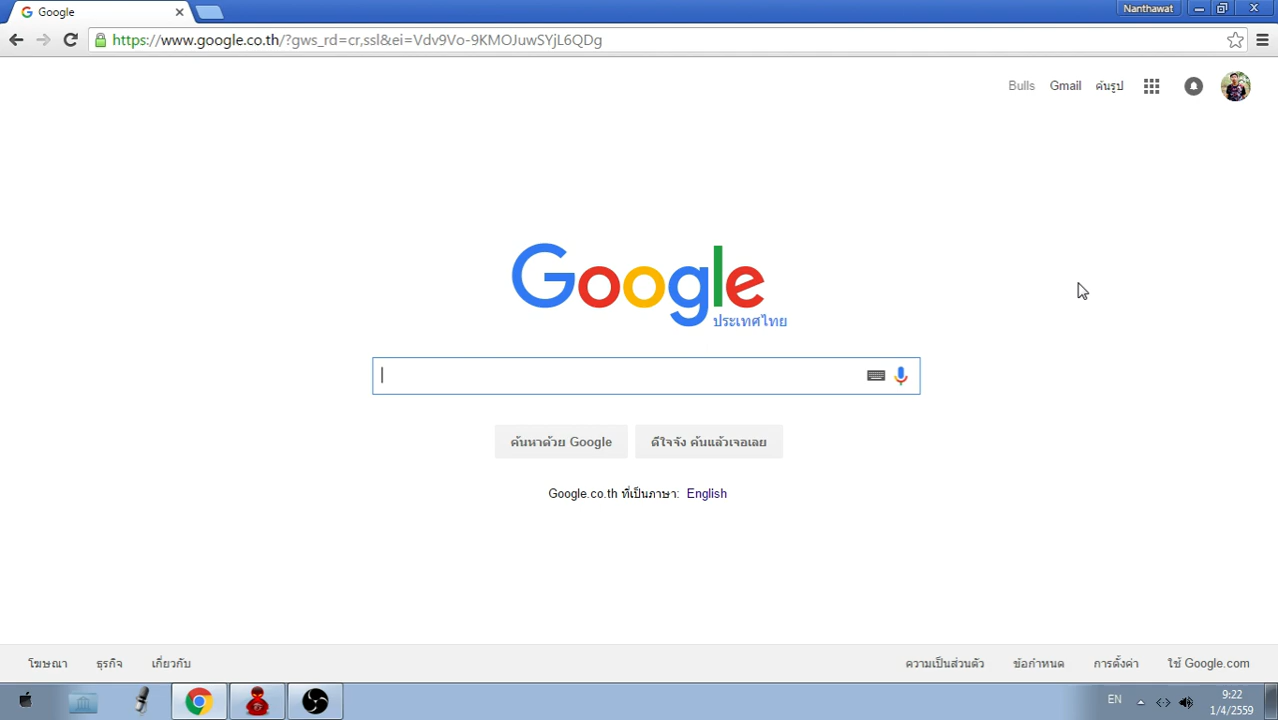 Google
Nanthawat
https://www.google.co.th/?gws_rd=cr,ssl&ei=Vdv9Vo-9KMOJuwSYjL6QDg
Bulls Gmail ค้นรูป
Google
ประเทศไทย
ค้นหาด้วย Google ดีใจจัง ค้นแล้วเจอเลย
Google.co.th ที่เป็นภาษา: English
โฆษณา ธุรกิจ เกี่ยวกับ ความเป็นส่วนตัว ข้อกำหนด การตั้งค่า ใช้ Google.com
EN 9:22
1/4/2559